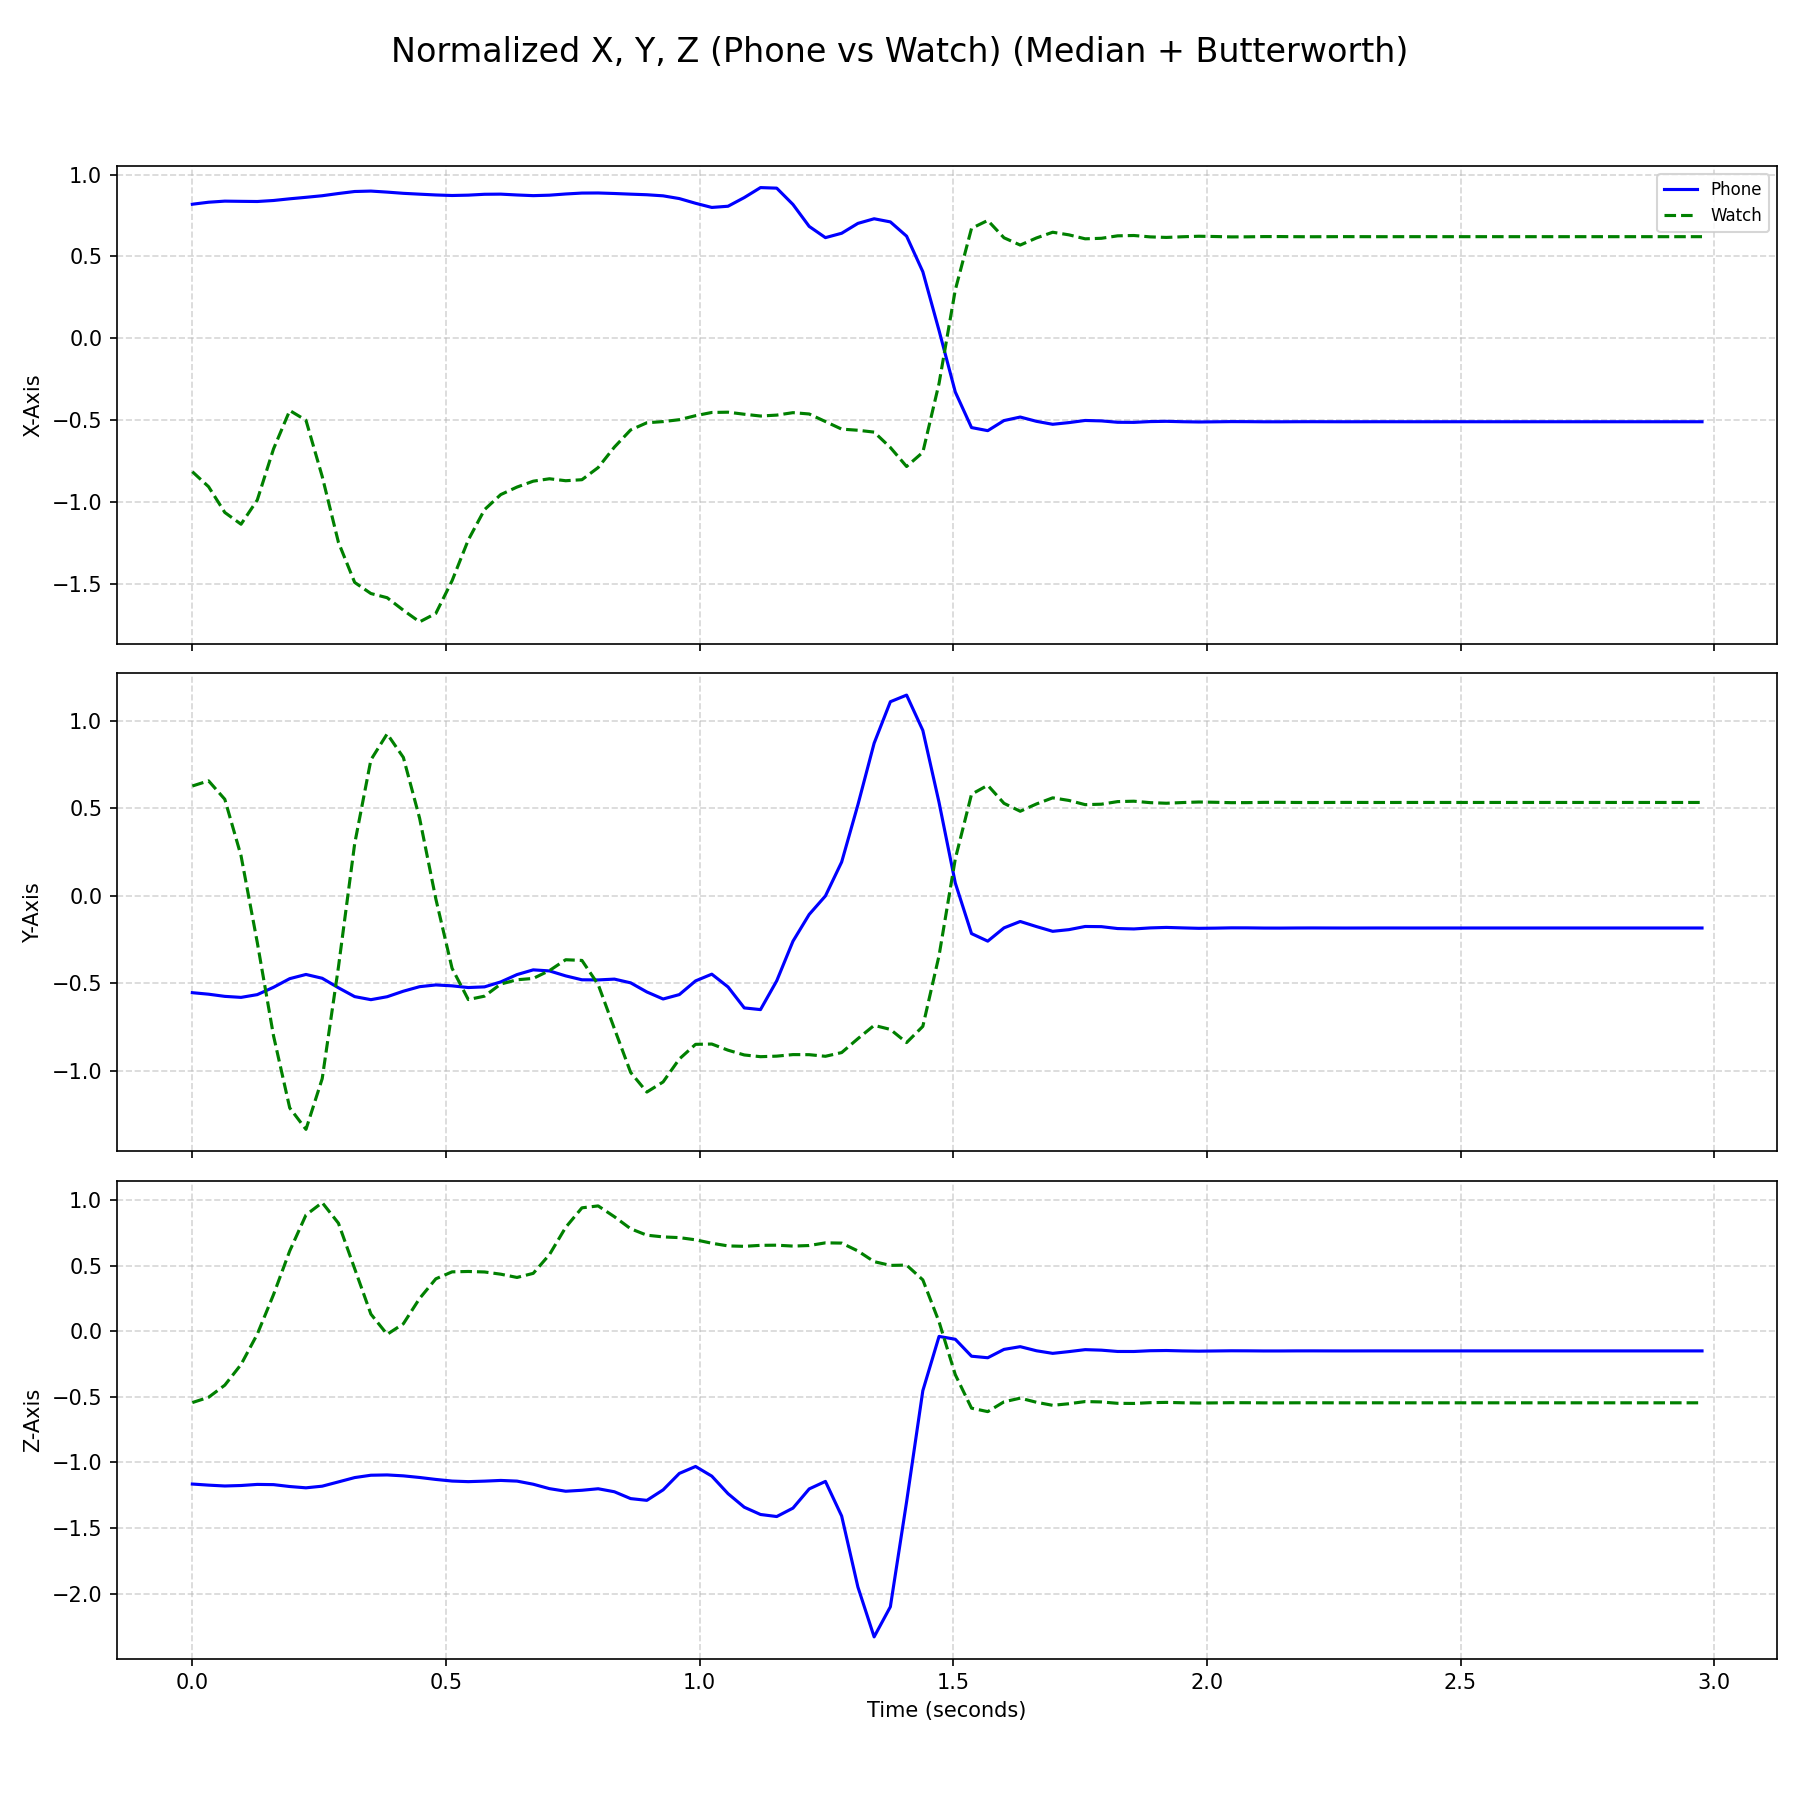 Normalized X, Y, Z (Phone vs Watch) (Median + Butterworth)
1.0
0.5
0.0
−0.5
−1.0
−1.5
X-Axis
Phone
Watch
1.0
0.5
0.0
−0.5
−1.0
Y-Axis
1.0
0.5
0.0
−0.5
−1.0
−1.5
−2.0
Z-Axis
0.0 0.5 1.0 1.5 2.0 2.5 3.0
Time (seconds)